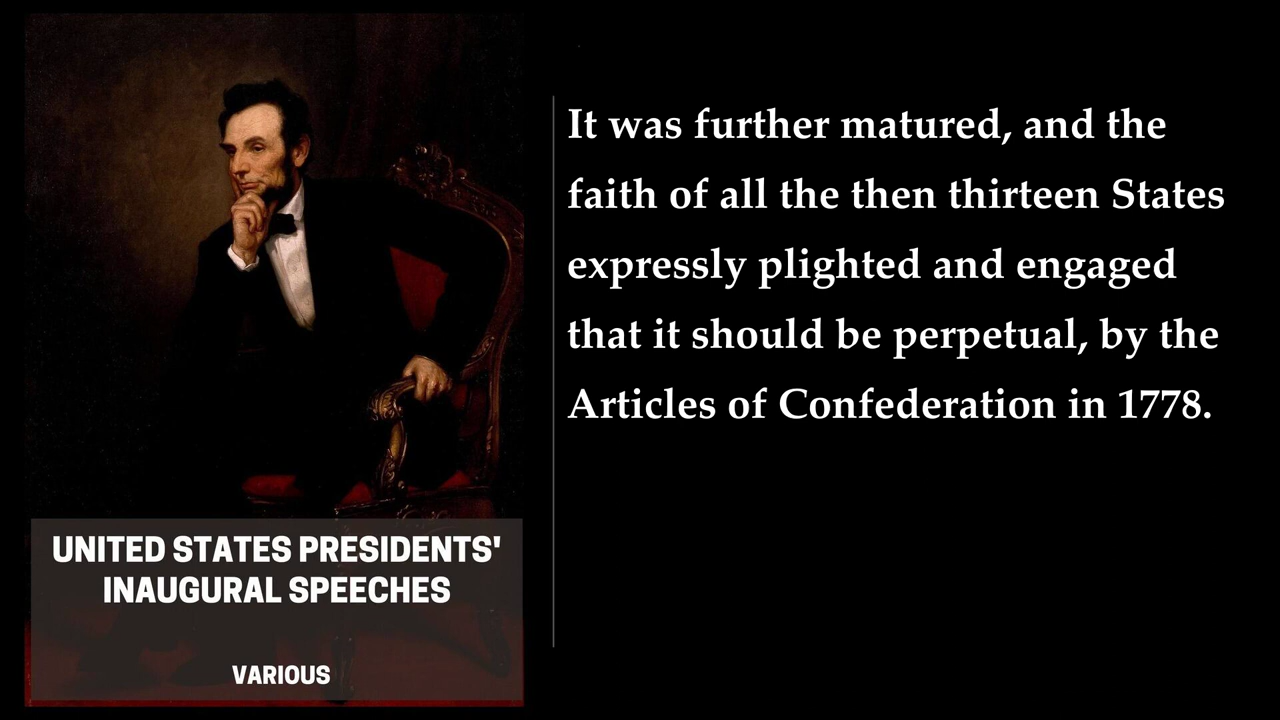 It was further matured, and the
faith of all the then thirteen States
expressly plighted and engaged
that it should be perpetual, by the
Articles of Confederation in 1778.
UNITED STATES PRESIDENTS'
INAUGURAL SPEECHES
VARIOUS